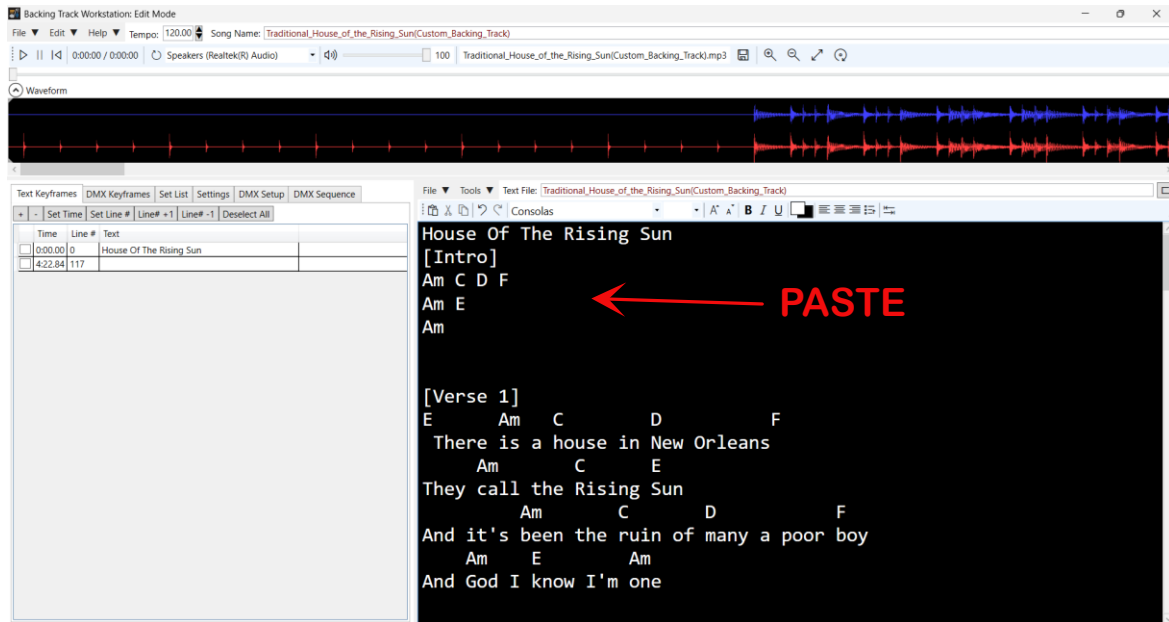 Backing Track Workstation: Edit Mode
File ▼ Edit ▼ Help ▼ Tempo: 120.00 Song Name: Traditional_House_of_the_Rising_Sun(Custom_Backing_Track)
0:00:00 / 0:00:00 Speakers (Realtek(R) Audio) 100 Traditional_House_of_the_Rising_Sun(Custom_Backing_Track).mp3
Waveform
Text Keyframes DMX Keyframes Set List Settings DMX Setup DMX Sequence
+ - Set Time Set Line # Line# +1 Line# -1 Deselect All
Time Line # Text
0:00.00 0 House Of The Rising Sun
4:22.84 117
File ▼ Tools ▼ Text File: Traditional_House_of_the_Rising_Sun(Custom_Backing_Track)
Consolas A A B I U
House Of The Rising Sun
[Intro]
Am C D F
Am E
Am
PASTE
[Verse 1]
E Am C D F
There is a house in New Orleans
Am C E
They call the Rising Sun
Am C D F
And it's been the ruin of many a poor boy
Am E Am
And God I know I'm one